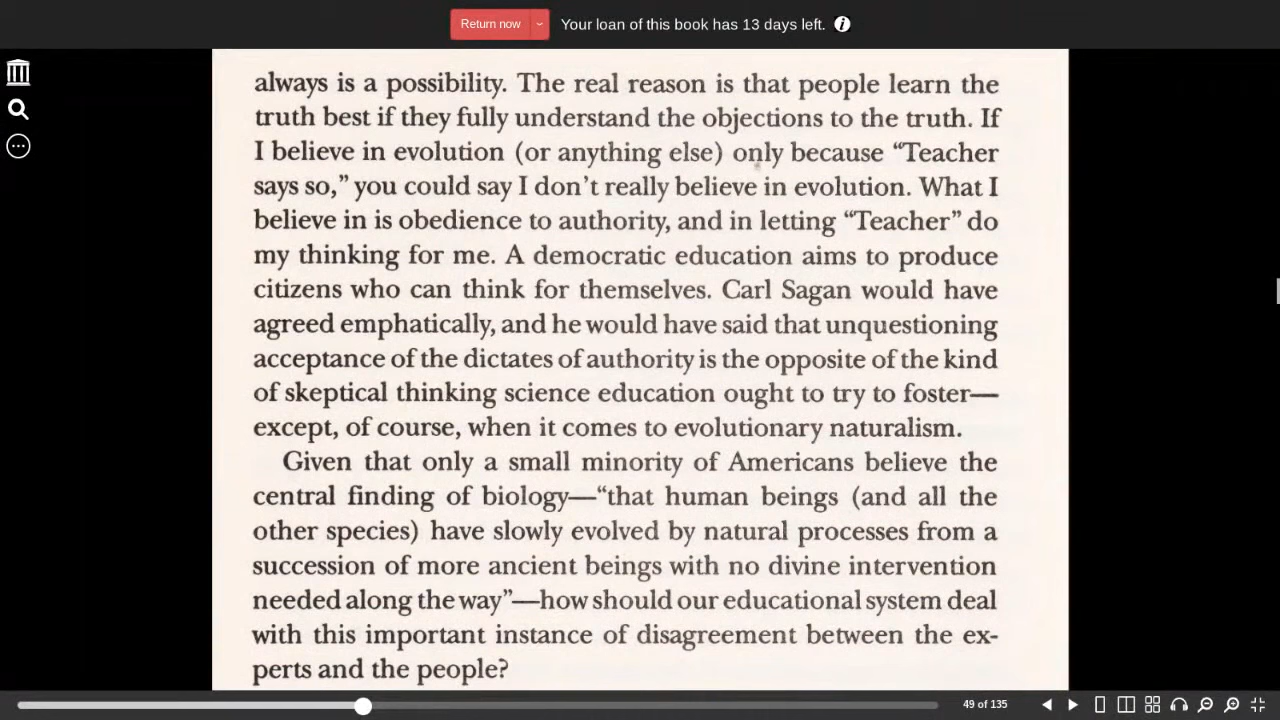 Return now
Your loan of this book has 13 days left.
always is a possibility. The real reason is that people learn the
truth best if they fully understand the objections to the truth. If
I believe in evolution (or anything else) only because “Teacher
says so,” you could say I don’t really believe in evolution. What I
believe in is obedience to authority, and in letting “Teacher” do
my thinking for me. A democratic education aims to produce
citizens who can think for themselves. Carl Sagan would have
agreed emphatically, and he would have said that unquestioning
acceptance of the dictates of authority is the opposite of the kind
of skeptical thinking science education ought to try to foster—
except, of course, when it comes to evolutionary naturalism.
Given that only a small minority of Americans believe the
central finding of biology—“that human beings (and all the
other species) have slowly evolved by natural processes from a
succession of more ancient beings with no divine intervention
needed along the way”—how should our educational system deal
with this important instance of disagreement between the ex-
perts and the people?
49 of 135